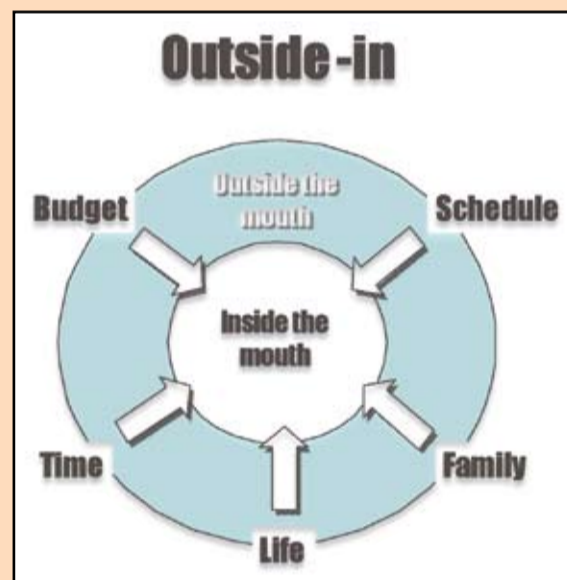 Outside -in
Outside the
mouth
Budget
Schedule
Inside the
mouth
Time
Family
Life